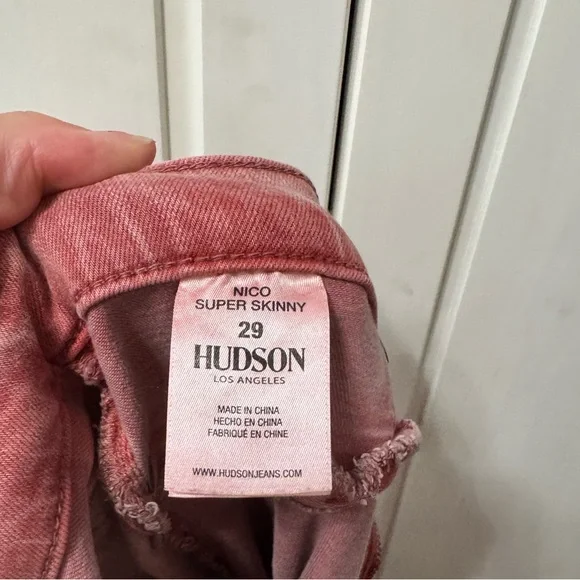 NICO
SUPER SKINNY
29
HUDSON
LOS ANGELES
MADE IN CHINA
HECHO EN CHINA
FABRIQUÉ EN CHINE
WWW.HUDSONJEANS.COM